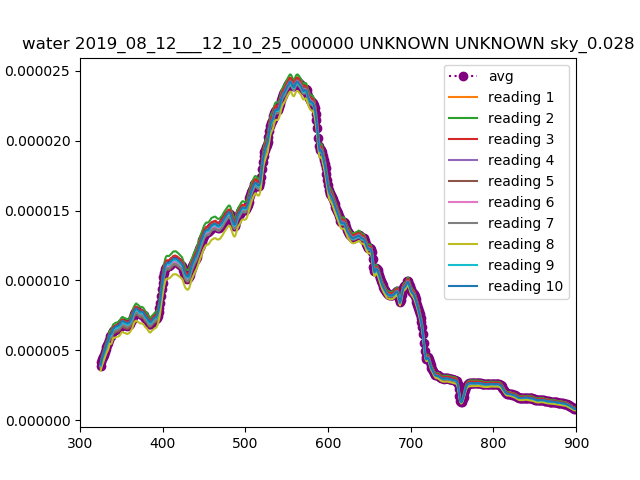 water 2019_08_12___12_10_25_000000 UNKNOWN UNKNOWN sky_0.028
0.000025
0.000020
0.000015
0.000010
0.000005
0.000000
300 400 500 600 700 800 900
avg
reading 1
reading 2
reading 3
reading 4
reading 5
reading 6
reading 7
reading 8
reading 9
reading 10